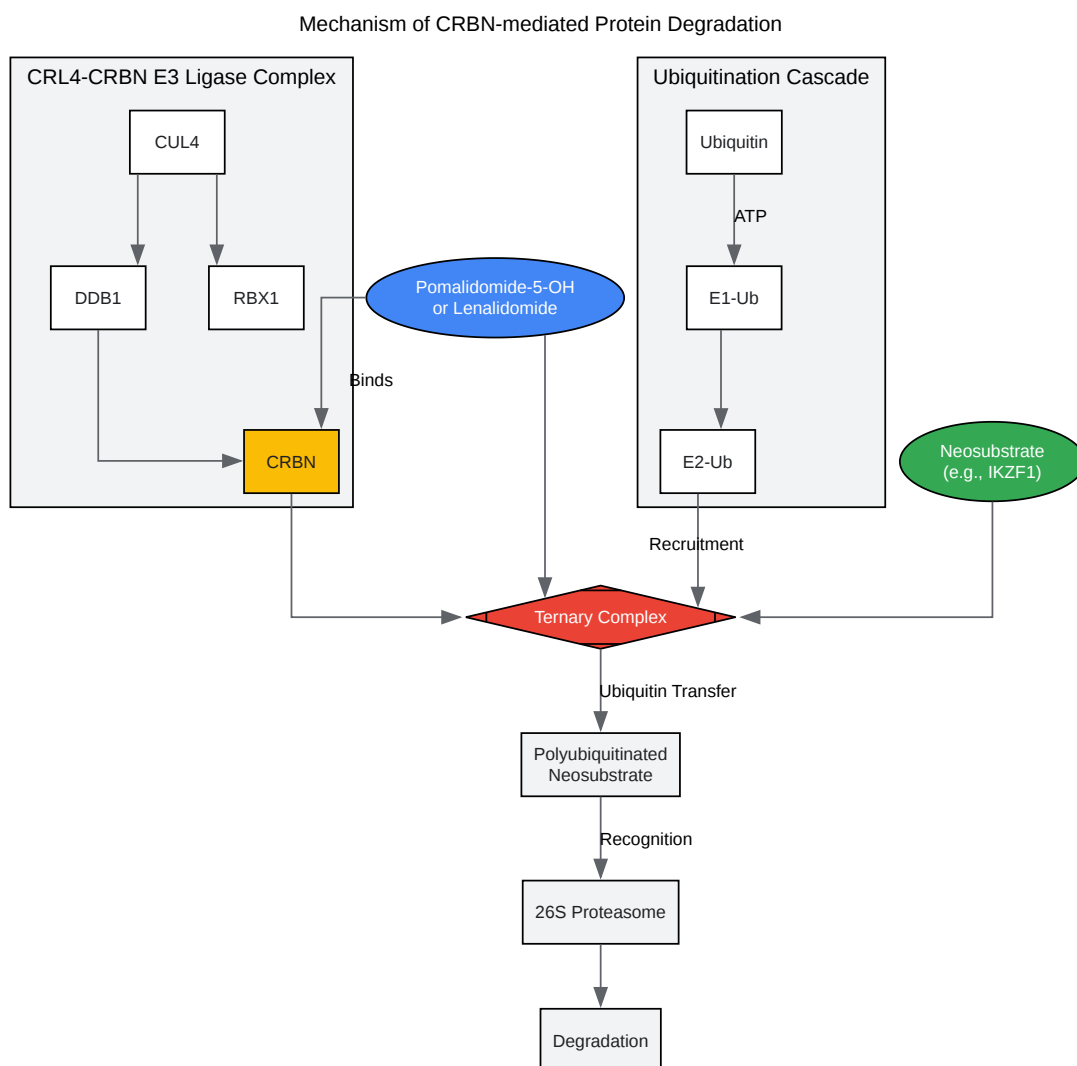 Mechanism of CRBN-mediated Protein Degradation
CRL4-CRBN E3 Ligase Complex
Ubiquitination Cascade
CUL4
Ubiquitin
ATP
DDB1
RBX1
Pomalidomide-5-OH
or Lenalidomide
E1-Ub
Binds
CRBN
E2-Ub
Neosubstrate
(e.g., IKZF1)
Recruitment
Ternary Complex
Ubiquitin Transfer
Polyubiquitinated
Neosubstrate
Recognition
26S Proteasome
Degradation